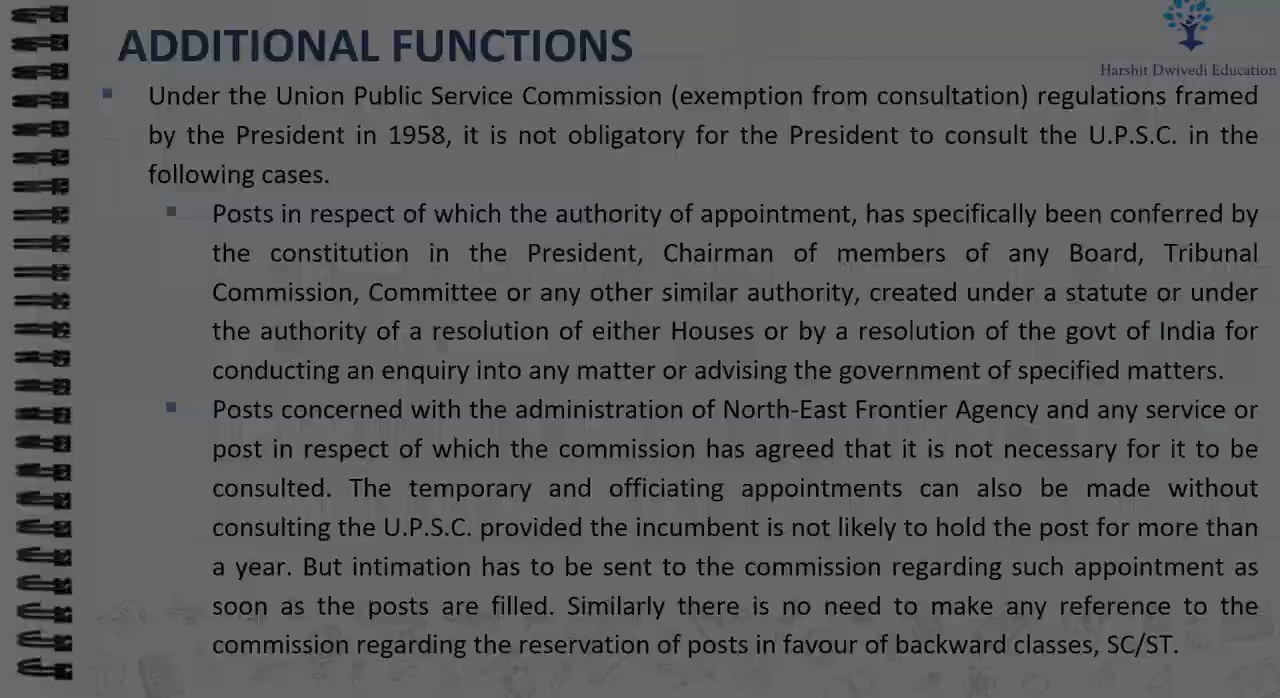 ADDITIONAL FUNCTIONS
Harshit Dwivedi Education
Under the Union Public Service Commission (exemption from consultation) regulations framed
by the President in 1958, it is not obligatory for the President to consult the U.P.S.C. in the
following cases.
Posts in respect of which the authority of appointment, has specifically been conferred by
the constitution in the President, Chairman of members of any Board, Tribunal
Commission, Committee or any other similar authority, created under a statute or under
the authority of a resolution of either Houses or by a resolution of the govt of India for
conducting an enquiry into any matter or advising the government of specified matters.
Posts concerned with the administration of North-East Frontier Agency and any service or
post in respect of which the commission has agreed that it is not necessary for it to be
consulted. The temporary and officiating appointments can also be made without
consulting the U.P.S.C. provided the incumbent is not likely to hold the post for more than
a year. But intimation has to be sent to the commission regarding such appointment as
soon as the posts are filled. Similarly there is no need to make any reference to the
commission regarding the reservation of posts in favour of backward classes, SC/ST.